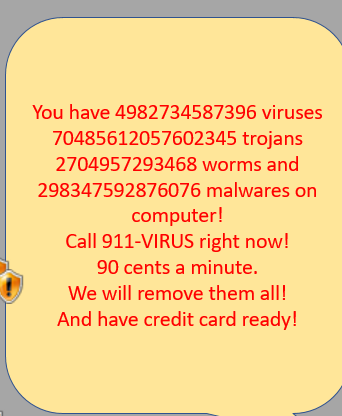 You have 4982734587396 viruses
70485612057602345 trojans
2704957293468 worms and
298347592876076 malwares on
computer!
Call 911-VIRUS right now!
90 cents a minute.
We will remove them all!
And have credit card ready!